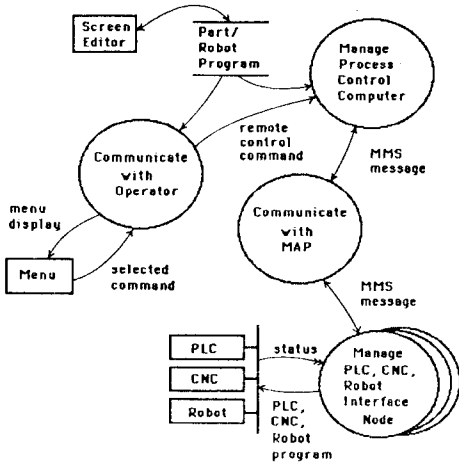 Screen
Editor
Part/
Robot
Program
Manage
Process
Control
Computer
remote
control
command
Communicate
with
Operator
MMS
message
menu
display
Communicate
with
MAP
Menu
selected
command
MMS
message
PLC
status
Manage
PLC, CNC,
Robot
Interface
Node
CNC
Robot
PLC,
CNC,
Robot
program